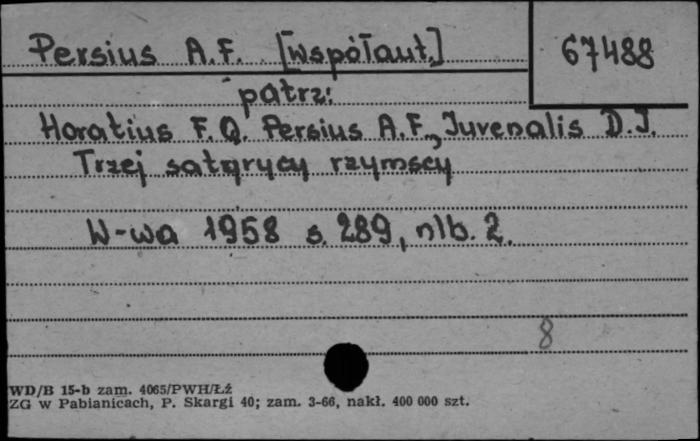 Persius A.F. [współaut.]
67488
patrz:
Horatius F.Q. Persius A.F., Juvenalis D.J.
Trzej satyrycy rzymscy
W-wa 1958 s. 289, nlb. 2.
8
WD/B 15-b zam. 4065/PWH/Łź
ZG w Pabianicach, P. Skargi 40; zam. 3-66, nakł. 400 000 szt.